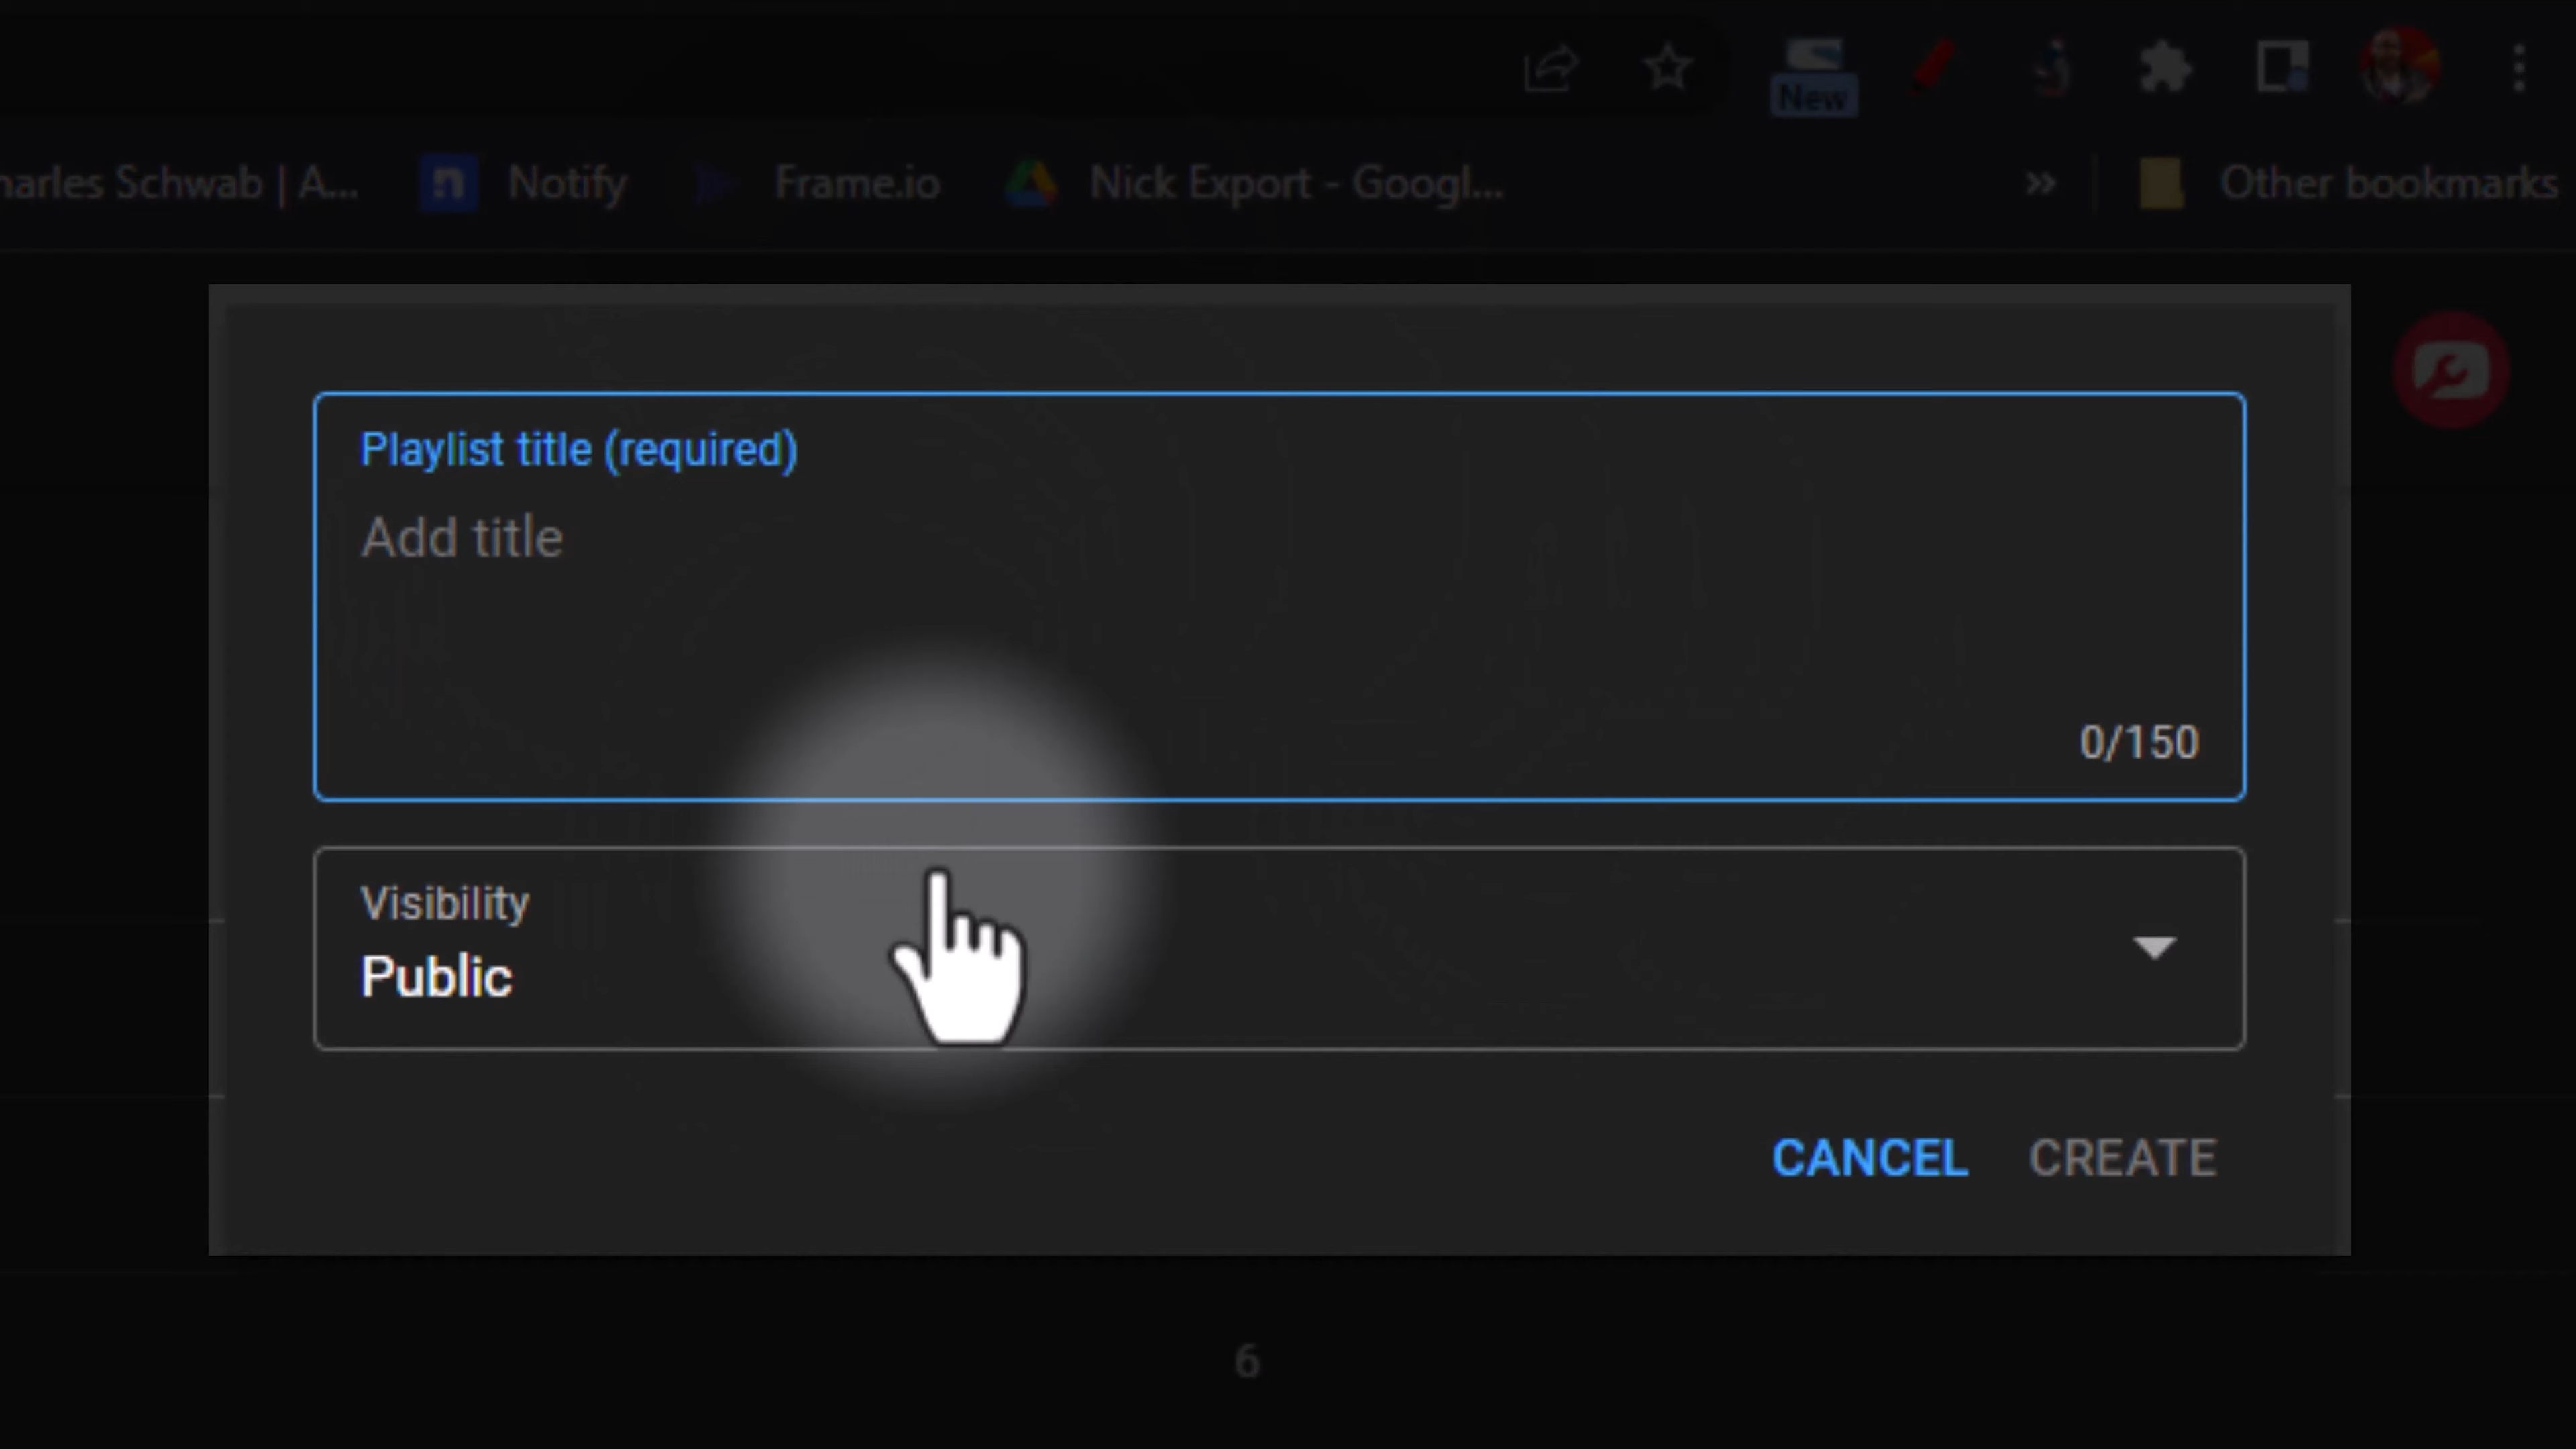 New
harles Schwab | A...
Notify
Frame.io
Nick Export - Googl...
»
Other bookmarks
Playlist title (required)
Add title
0/150
Visibility
Public
CANCEL
CREATE
6